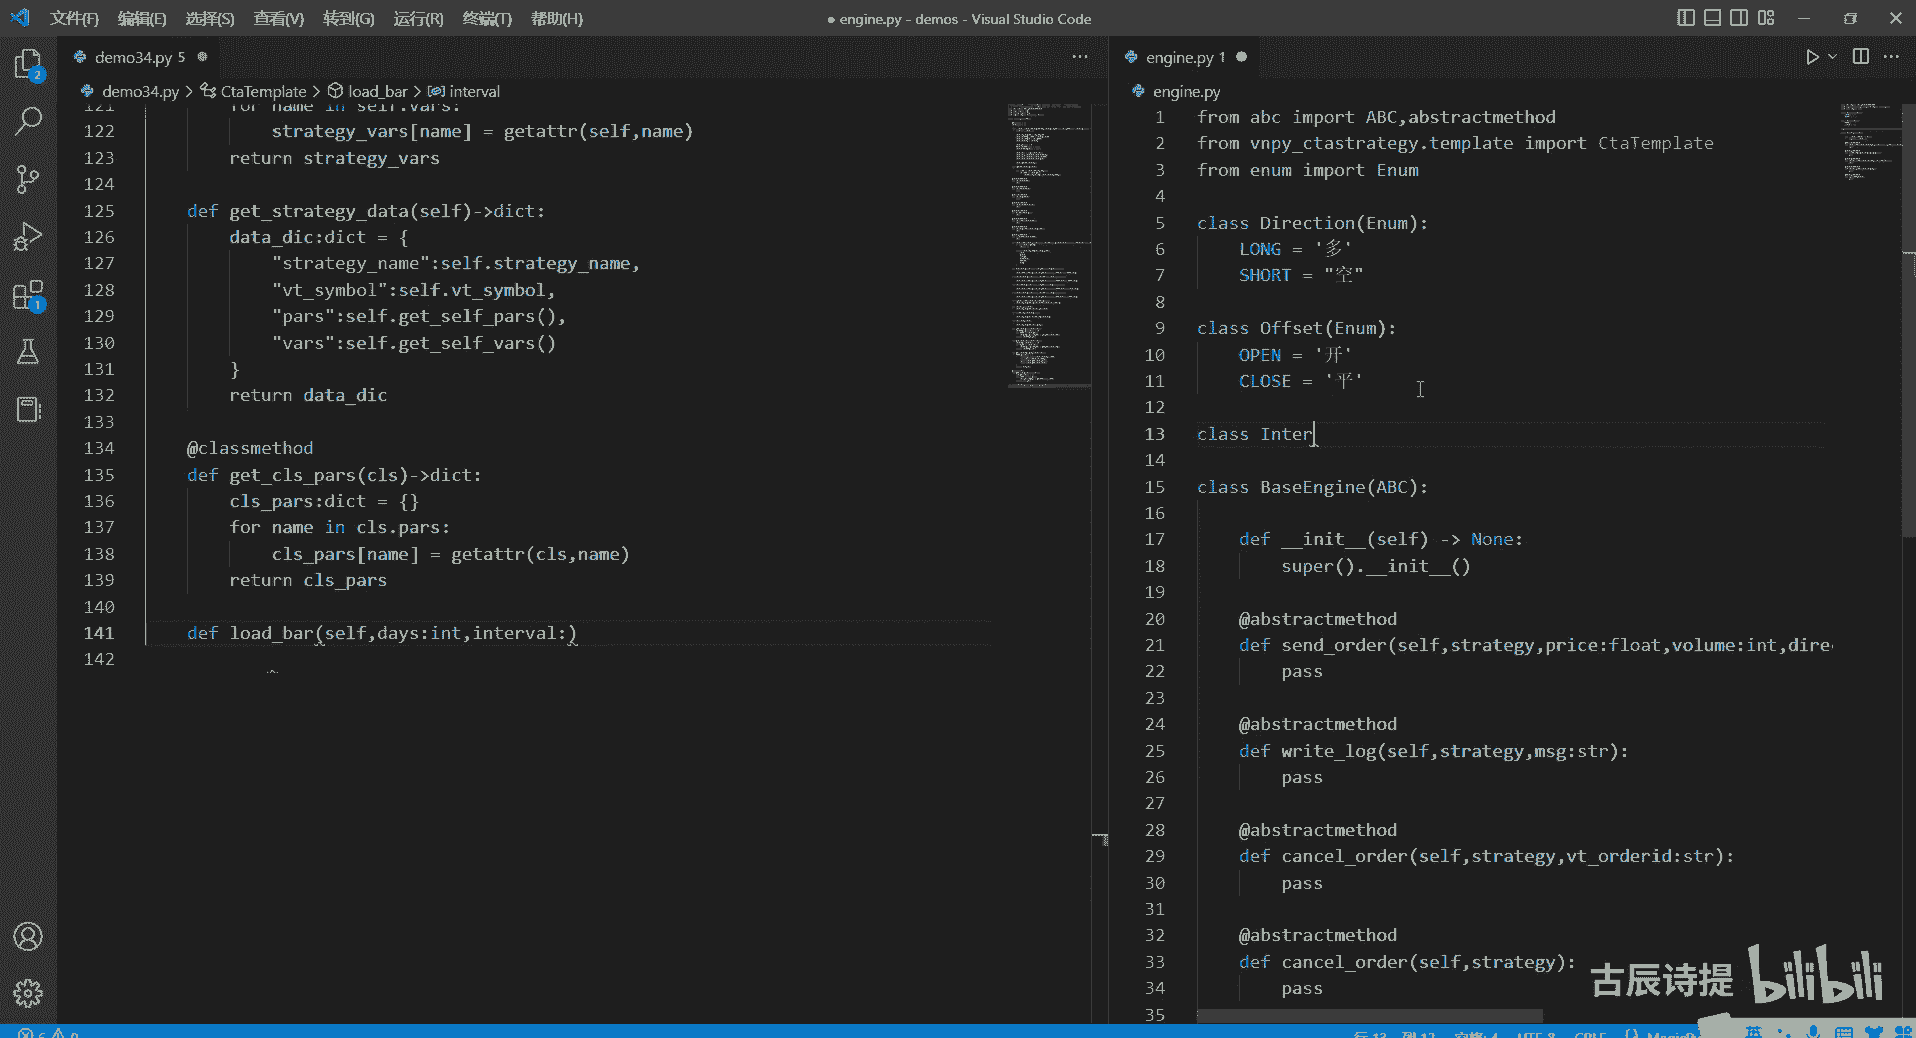 文件(F) 编辑(E) 选择(S) 查看(V) 转到(G) 运行(R) 终端(T) 帮助(H)
● engine.py - demos - Visual Studio Code
demo34.py 5
demo34.py > CtaTemplate > load_bar > interval
121 for name in self.vars:
122 strategy_vars[name] = getattr(self,name)
123 return strategy_vars
124
125 def get_strategy_data(self)->dict:
126 data_dic:dict = {
127 "strategy_name":self.strategy_name,
128 "vt_symbol":self.vt_symbol,
129 "pars":self.get_self_pars(),
130 "vars":self.get_self_vars()
131 }
132 return data_dic
133
134 @classmethod
135 def get_cls_pars(cls)->dict:
136 cls_pars:dict = {}
137 for name in cls.pars:
138 cls_pars[name] = getattr(cls,name)
139 return cls_pars
140
141 def load_bar(self,days:int,interval:)
142
2
1
engine.py 1
engine.py
1 from abc import ABC,abstractmethod
2 from vnpy_ctastrategy.template import CtaTemplate
3 from enum import Enum
4
5 class Direction(Enum):
6 LONG = '多'
7 SHORT = "空"
8
9 class Offset(Enum):
10 OPEN = '开'
11 CLOSE = '平'
12
13 class Inter
14
15 class BaseEngine(ABC):
16
17 def __init__(self) -> None:
18 super().__init__()
19
20 @abstractmethod
21 def send_order(self,strategy,price:float,volume:int,dire
22 pass
23
24 @abstractmethod
25 def write_log(self,strategy,msg:str):
26 pass
27
28 @abstractmethod
29 def cancel_order(self,strategy,vt_orderid:str):
30 pass
31
32 @abstractmethod
33 def cancel_order(self,strategy):
34 pass
35
古辰诗提 bilibili